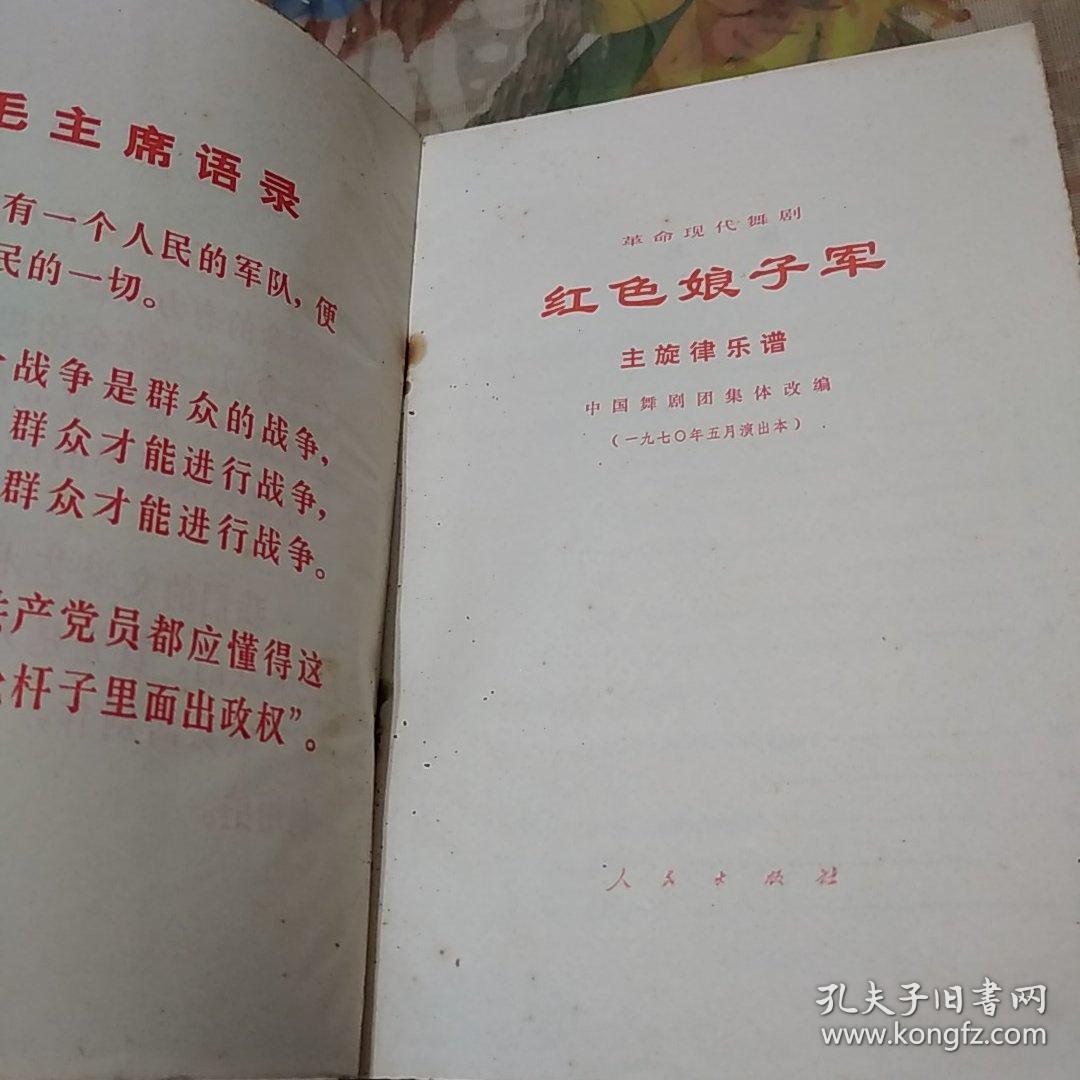 毛主席语录
有一个人民的军队,便
民的一切。
战争是群众的战争,
群众才能进行战争,
群众才能进行战争。
共产党员都应懂得这
杆子里面出政权”。
革命现代舞剧
红色娘子军
主旋律乐谱
中国舞剧团集体改编
(一九七〇年五月演出本)
人民出版社
孔夫子旧书网
www.kongfz.com